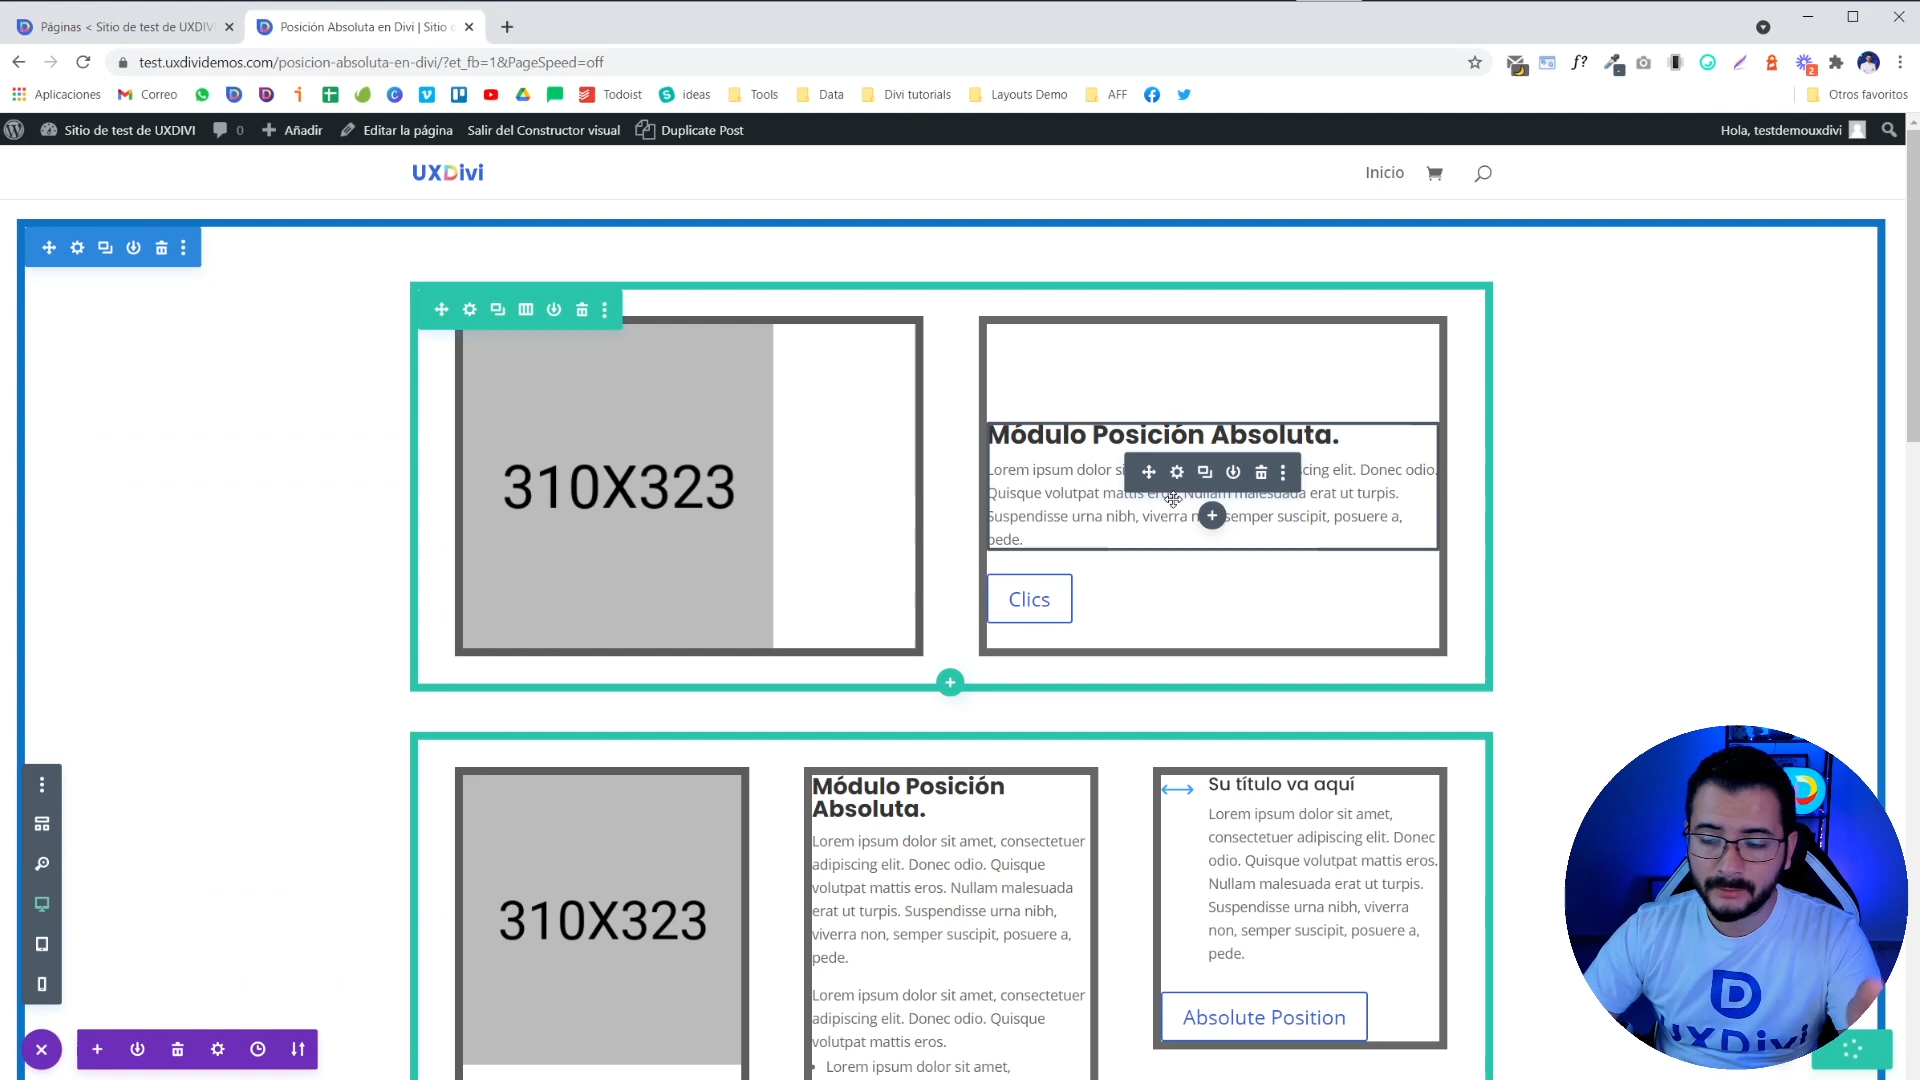 Páginas < Sitio de test de UXDIVI
Posición Absoluta en Divi | Sitio
test.uxdividemos.com/posicion-absoluta-en-divi/?et_fb=1&PageSpeed=off
f?
2
Aplicaciones
Correo
Todoist
ideas
Tools
Data
Divi tutorials
Layouts Demo
AFF
Otros favoritos
Sitio de test de UXDIVI
0
Añadir
Editar la página
Salir del Constructor visual
Duplicate Post
Hola, testdemouxdivi
UXDivi
Inicio
310X323
Módulo Posición Absoluta.
Lorem ipsum dolor si cing elit. Donec odio.
Quisque volutpat mattis eros. Nullam malesuada erat ut turpis.
Suspendisse urna nibh, viverra n semper suscipit, posuere a,
pede.
Clics
310X323
Módulo Posición
Absoluta.
Lorem ipsum dolor sit amet, consectetuer
adipiscing elit. Donec odio. Quisque
volutpat mattis eros. Nullam malesuada
erat ut turpis. Suspendisse urna nibh,
viverra non, semper suscipit, posuere a,
pede.
Lorem ipsum dolor sit amet, consectetuer
adipiscing elit. Donec odio. Quisque
volutpat mattis eros.
Lorem ipsum dolor sit amet,
Su título va aquí
Lorem ipsum dolor sit amet,
consectetuer adipiscing elit. Donec
odio. Quisque volutpat mattis eros.
Nullam malesuada erat ut turpis.
Suspendisse urna nibh, viverra
non, semper suscipit, posuere a,
pede.
Absolute Position
D
UXDivi